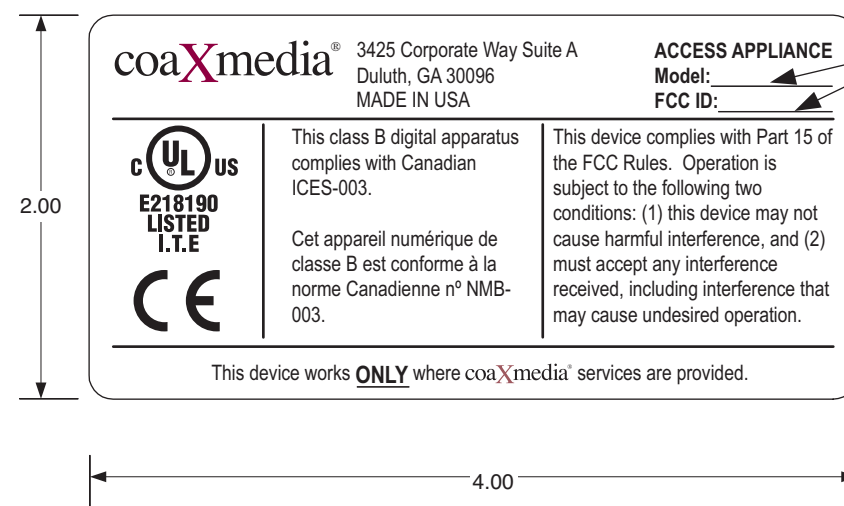 coaXmedia®
3425 Corporate Way Suite A
Duluth, GA 30096
MADE IN USA
ACCESS APPLIANCE
Model:
FCC ID:
C UL ® US
E218190
LISTED
I.T.E
CE
This class B digital apparatus
complies with Canadian
ICES-003.
Cet appareil numérique de
classe B est conforme à la
norme Canadienne nº NMB-
003.
This device complies with Part 15 of
the FCC Rules. Operation is
subject to the following two
conditions: (1) this device may not
cause harmful interference, and (2)
must accept any interference
received, including interference that
may cause undesired operation.
This device works ONLY where coaXmedia® services are provided.
2.00
4.00